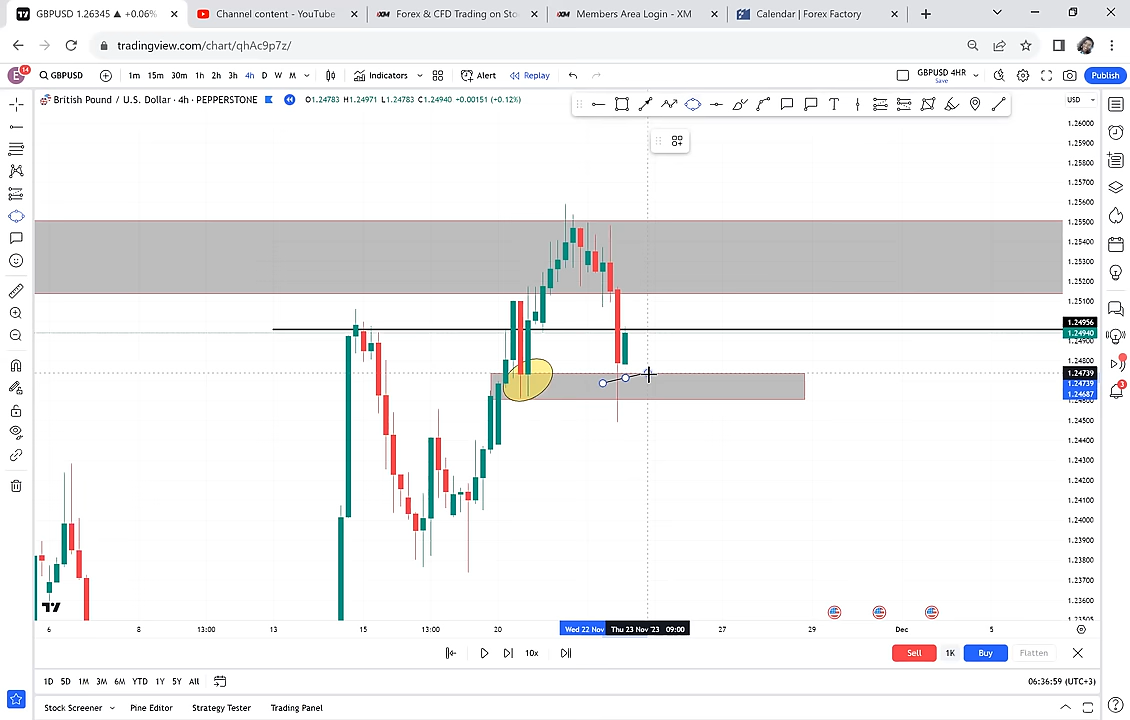 GBPUSD 1.26345 ▲ +0.06%
Channel content - YouTube
Forex & CFD Trading on Sto
Members Area Login - XM
Calendar | Forex Factory
tradingview.com/chart/qhAc9p7z/
E 14
GBPUSD
1m 15m 30m 1h 2h 3h 4h D W M
Indicators
Alert
Replay
GBPUSD 4HR
Save
Publish
British Pound / U.S. Dollar · 4h · PEPPERSTONE
O1.24783 H1.24971 L1.24783 C1.24940 +0.00151 (+0.12%)
USD
1.26000
1.25900
1.25800
1.25700
1.25600
1.25500
1.25400
1.25300
1.25200
1.25100
1.24956
1.24940
1.24900
1.24800
1.24739
1.24739
1.24687
1.24500
1.24400
1.24300
1.24200
1.24100
1.24000
1.23900
1.23800
1.23700
1.23600
1.23505
6 8 13:00 13 15 13:00 20 Wed 22 Nov Thu 23 Nov '23 09:00 27 29 Dec 5
10x
Sell 1K Buy Flatten
1D 5D 1M 3M 6M YTD 1Y 5Y All
06:36:59 (UTC+3)
Stock Screener Pine Editor Strategy Tester Trading Panel
3